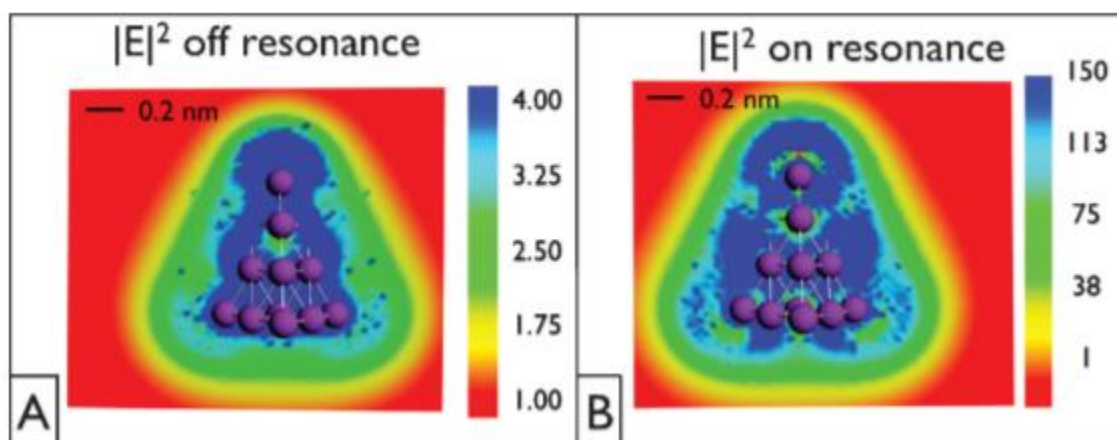 |E|² off resonance
0.2 nm
4.00
3.25
2.50
1.75
1.00
A
|E|² on resonance
0.2 nm
150
113
75
38
1
B